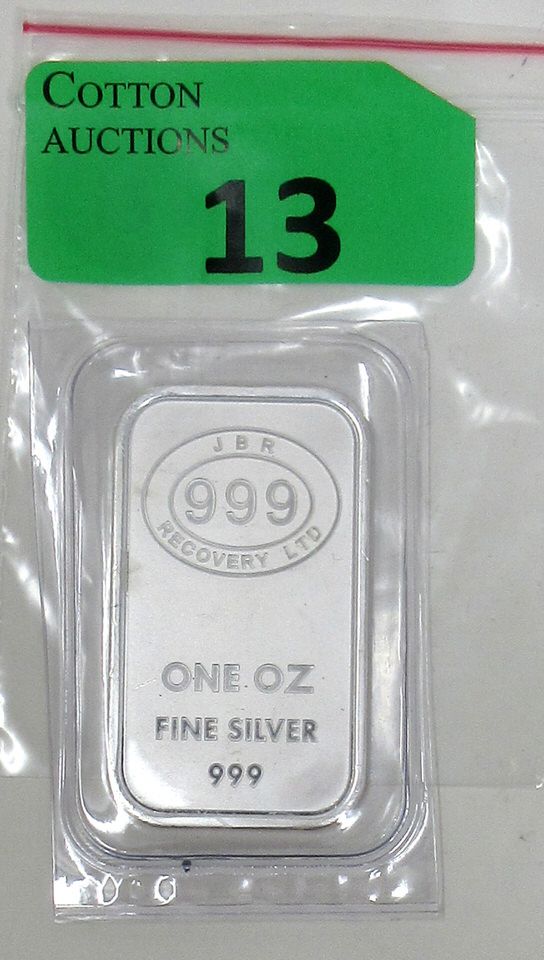 COTTON
AUCTIONS
13
JBR
999
RECOVERY LTD
ONE OZ
FINE SILVER
999